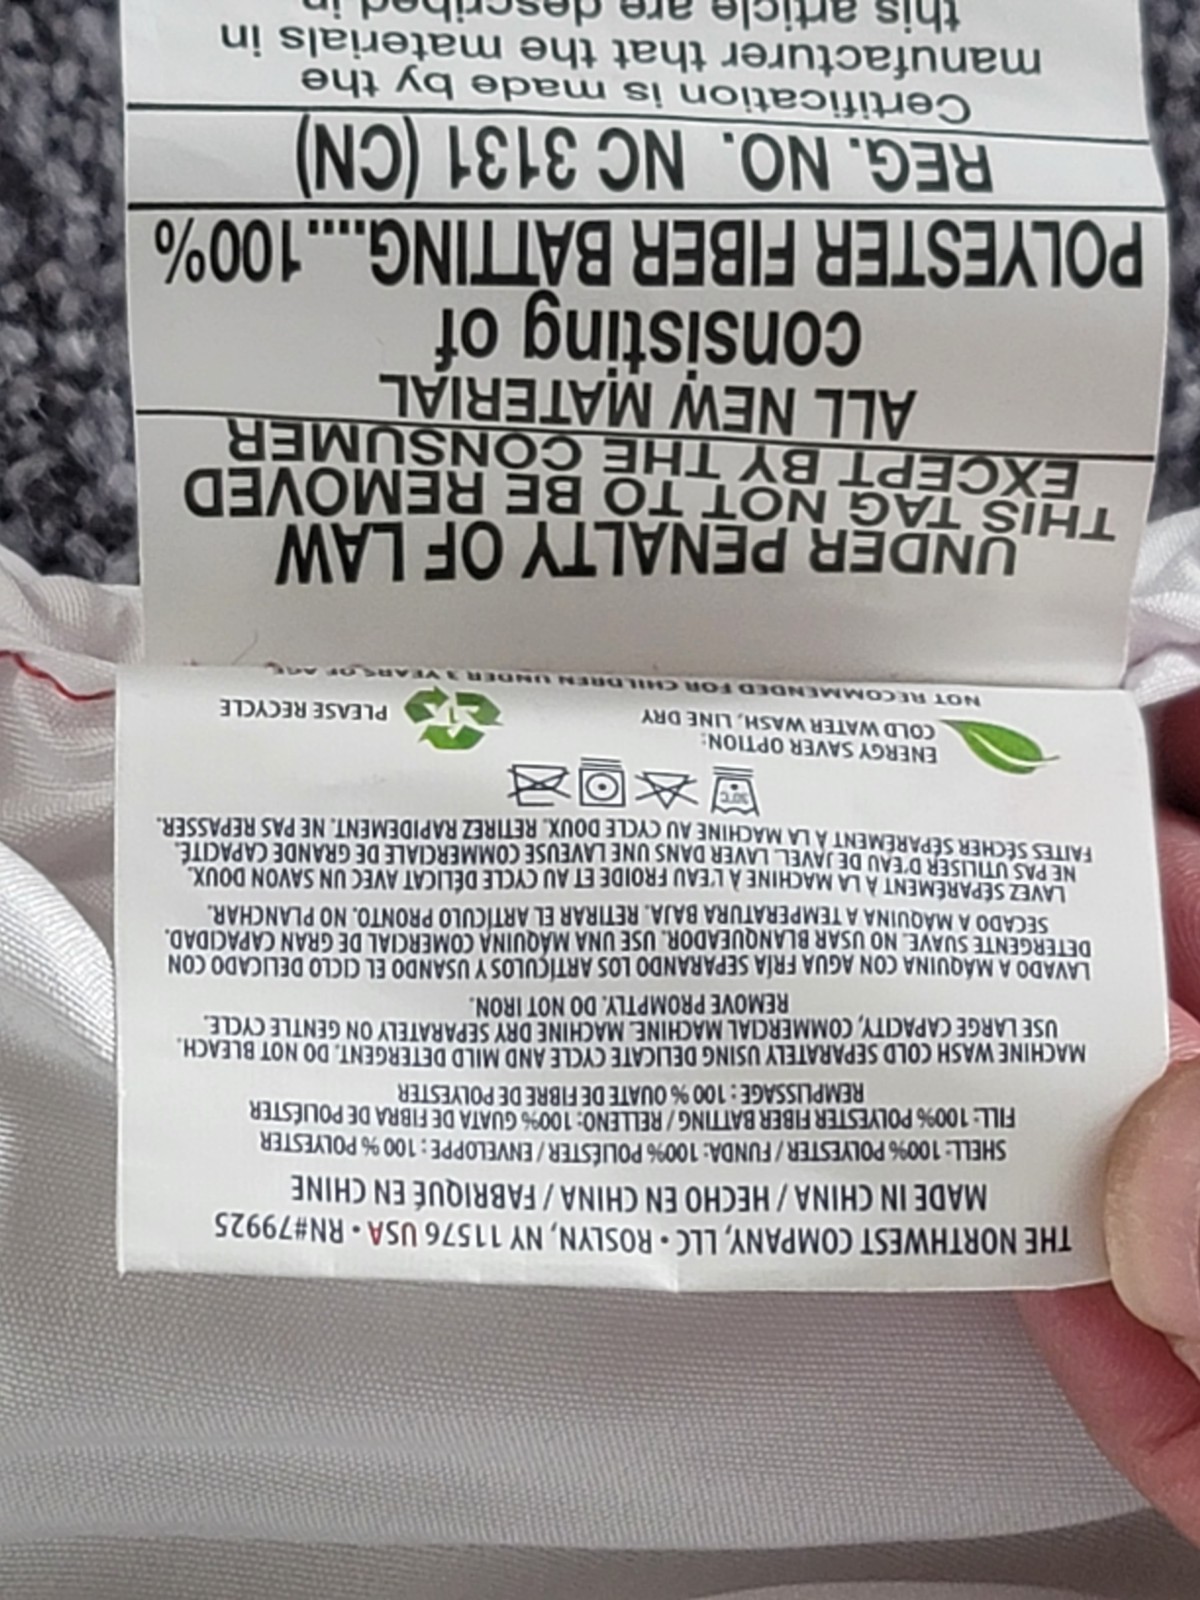 THE NORTHWEST COMPANY, LLC • ROSLYN, NY 11576 USA • RN#79925
MADE IN CHINA / HECHO EN CHINA / FABRIQUÉ EN CHINE
SHELL: 100% POLYESTER / FUNDA: 100% POLIÉSTER / ENVELOPPE : 100 % POLYESTER
FILL: 100% POLYESTER FIBER BATTING / RELLENO: 100% GUATA DE FIBRA DE POLIÉSTER
REMPLISSAGE : 100 % OUATE DE FIBRE DE POLYESTER
MACHINE WASH COLD SEPARATELY USING DELICATE CYCLE AND MILD DETERGENT. DO NOT BLEACH.
USE LARGE CAPACITY, COMMERCIAL MACHINE. MACHINE DRY SEPARATELY ON GENTLE CYCLE.
REMOVE PROMPTLY. DO NOT IRON.
LAVADO A MÁQUINA CON AGUA FRÍA SEPARANDO LOS ARTÍCULOS Y USANDO EL CICLO DELICADO CON
DETERGENTE SUAVE. NO USAR BLANQUEADOR. USE UNA MÁQUINA COMERCIAL DE GRAN CAPACIDAD.
SECADO A MÁQUINA A TEMPERATURA BAJA. RETIRAR EL ARTÍCULO PRONTO. NO PLANCHAR.
LAVEZ SÉPARÉMENT À LA MACHINE À L'EAU FROIDE ET AU CYCLE DÉLICAT AVEC UN SAVON DOUX.
NE PAS UTILISER D'EAU DE JAVEL. LAVER DANS UNE LAVEUSE COMMERCIALE DE GRANDE CAPACITÉ.
FAITES SÉCHER SÉPARÉMENT À LA MACHINE AU CYCLE DOUX. RETIREZ RAPIDEMENT. NE PAS REPASSER.
30°C
ENERGY SAVER OPTION:
COLD WATER WASH, LINE DRY
PLEASE RECYCLE
NOT RECOMMENDED FOR CHILDREN UNDER 3 YEARS OF AGE
UNDER PENALTY OF LAW
THIS TAG NOT TO BE REMOVED
EXCEPT BY THE CONSUMER
ALL NEW MATERIAL
consisting of
POLYESTER FIBER BATTING.....100%
REG. NO. NC 3131 (CN)
Certification is made by the
manufacturer that the materials in
this article are described in